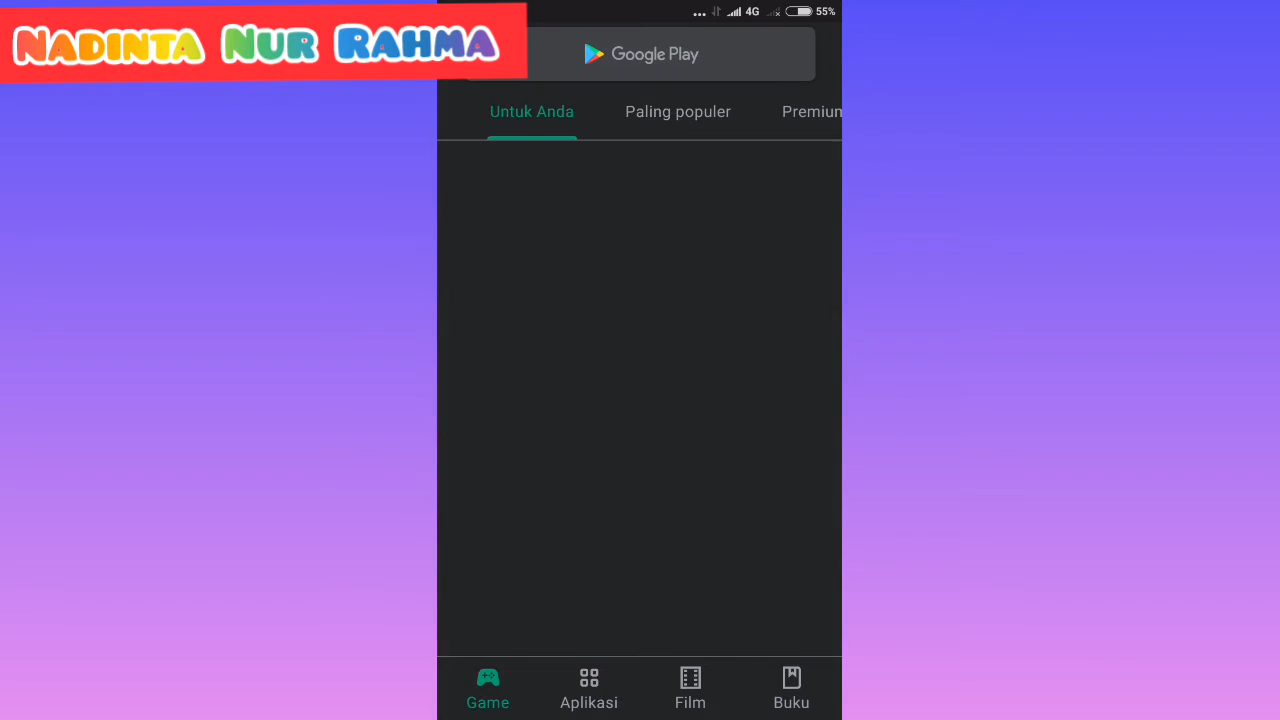 Nadinta Nur Rahma
4G 55%
Google Play
Untuk Anda Paling populer Premium
Game Aplikasi Film Buku